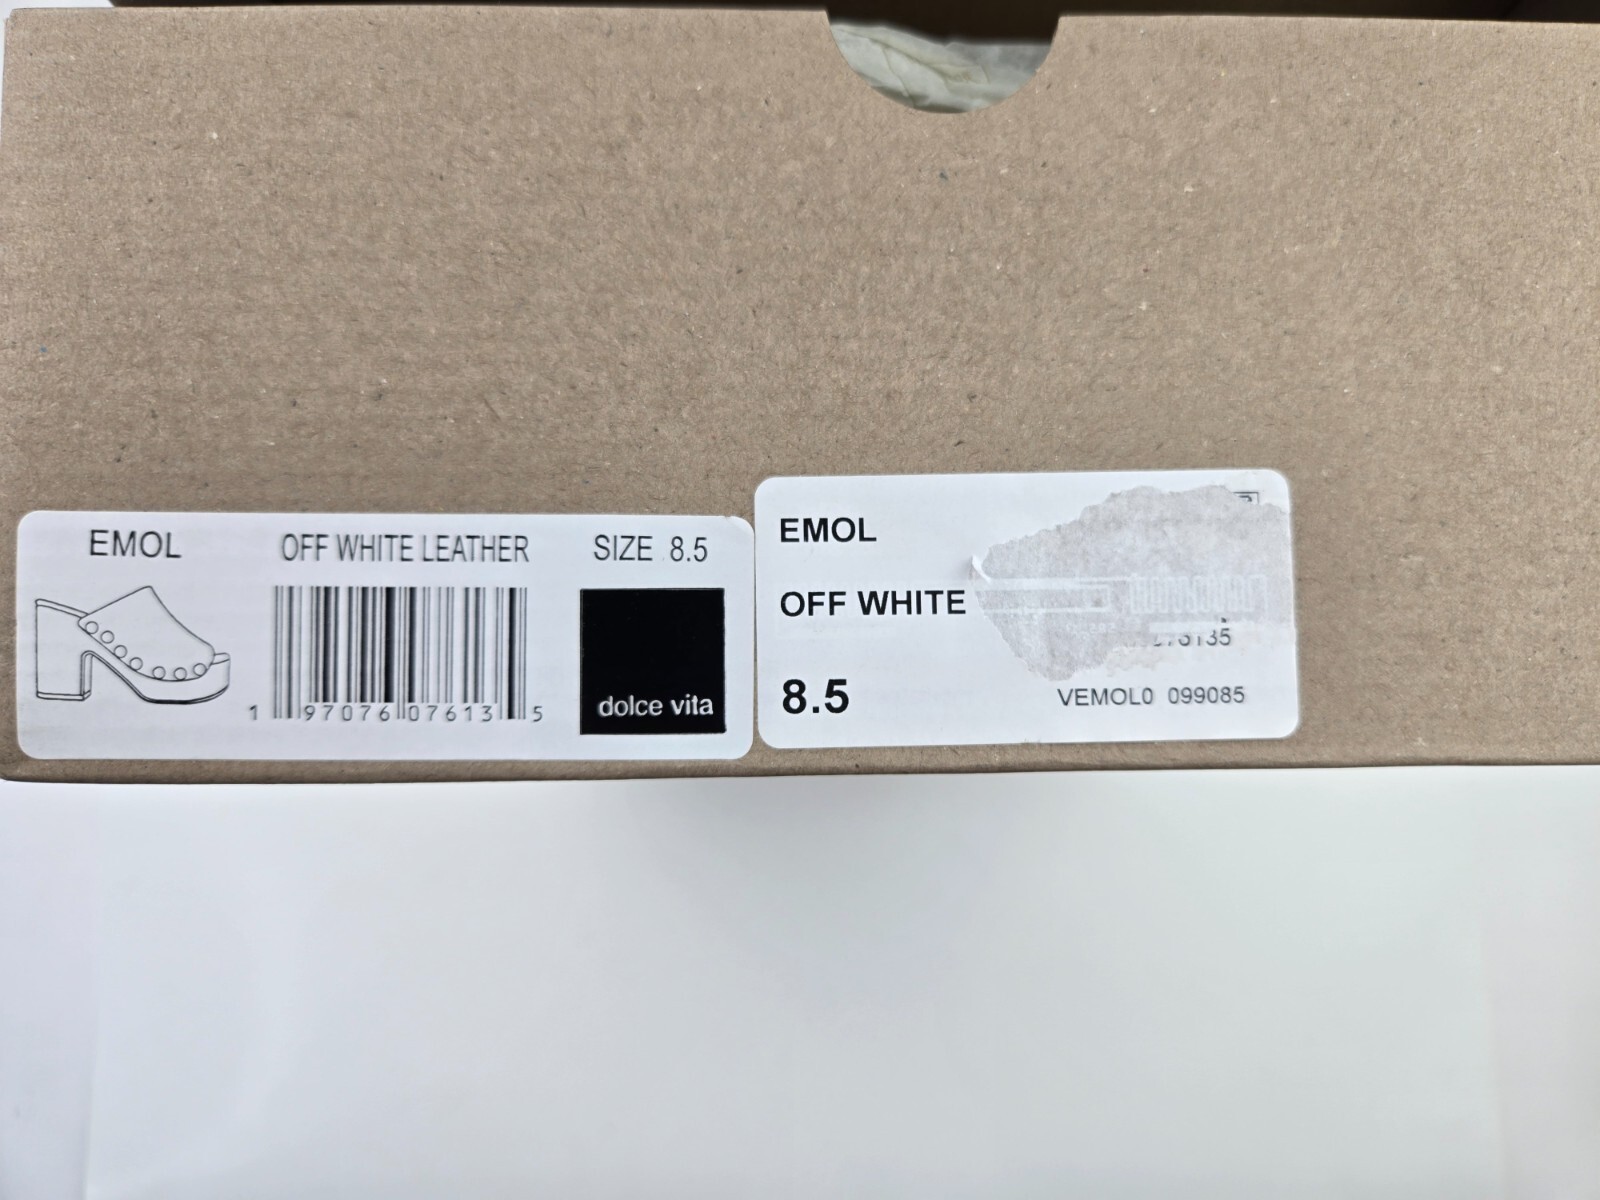 EMOL OFF WHITE LEATHER SIZE 8.5
1 97076 07613 5
dolce vita
EMOL
OFF WHITE
8.5
VEMOL0 099085